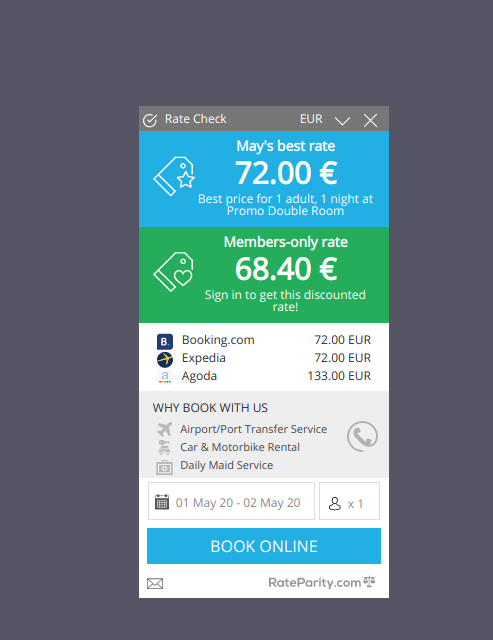 Rate Check EUR
May's best rate
72.00 €
Best price for 1 adult, 1 night at
Promo Double Room
Members-only rate
68.40 €
Sign in to get this discounted
rate!
B. Booking.com 72.00 EUR
Expedia 72.00 EUR
a Agoda 133.00 EUR
WHY BOOK WITH US
Airport/Port Transfer Service
Car & Motorbike Rental
Daily Maid Service
01 May 20 - 02 May 20 x 1
BOOK ONLINE
RateParity.com